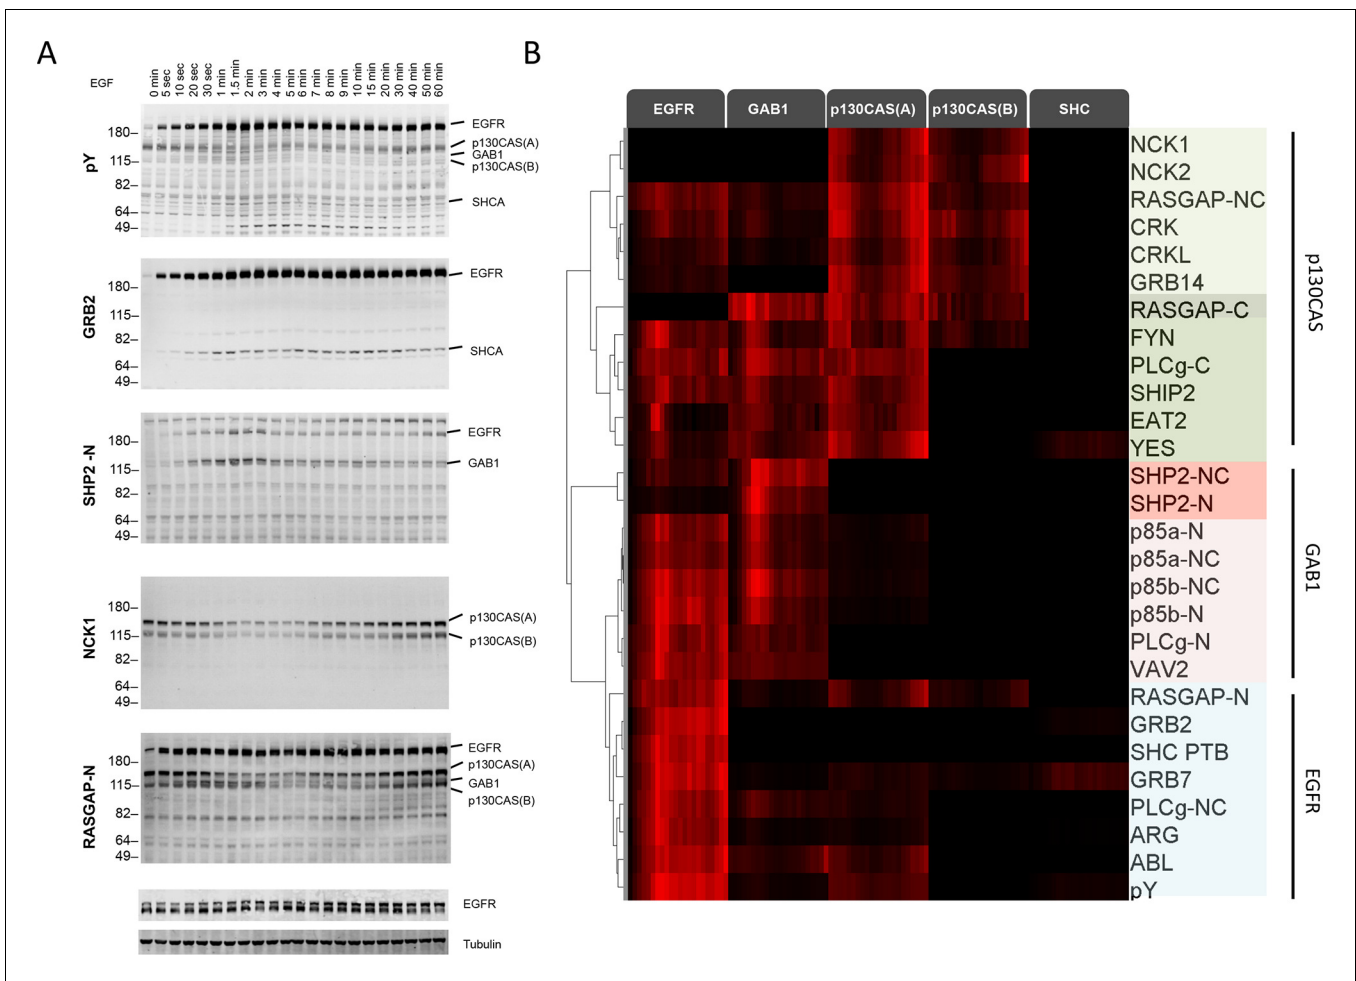 A
EGF
0 min
5 sec
10 sec
20 sec
30 sec
1 min
1.5 min
2 min
3 min
4 min
5 min
6 min
7 min
8 min
9 min
10 min
15 min
20 min
30 min
40 min
50 min
60 min
pY
180–
115–
82–
64–
49–
EGFR
p130CAS(A)
GAB1
p130CAS(B)
SHCA
GRB2
180–
115–
82–
64–
49–
EGFR
SHCA
SHP2 -N
180–
115–
82–
64–
49–
EGFR
GAB1
NCK1
180–
115–
82–
64–
49–
p130CAS(A)
p130CAS(B)
RASGAP-N
180–
115–
82–
64–
49–
EGFR
p130CAS(A)
GAB1
p130CAS(B)
EGFR
Tubulin
B
EGFR GAB1 p130CAS(A) p130CAS(B) SHC
NCK1
NCK2
RASGAP-NC
CRK
CRKL
GRB14
RASGAP-C
FYN
PLCg-C
SHIP2
EAT2
YES
SHP2-NC
SHP2-N
p85a-N
p85a-NC
p85b-NC
p85b-N
PLCg-N
VAV2
RASGAP-N
GRB2
SHC PTB
GRB7
PLCg-NC
ARG
ABL
pY
p130CAS
GAB1
EGFR